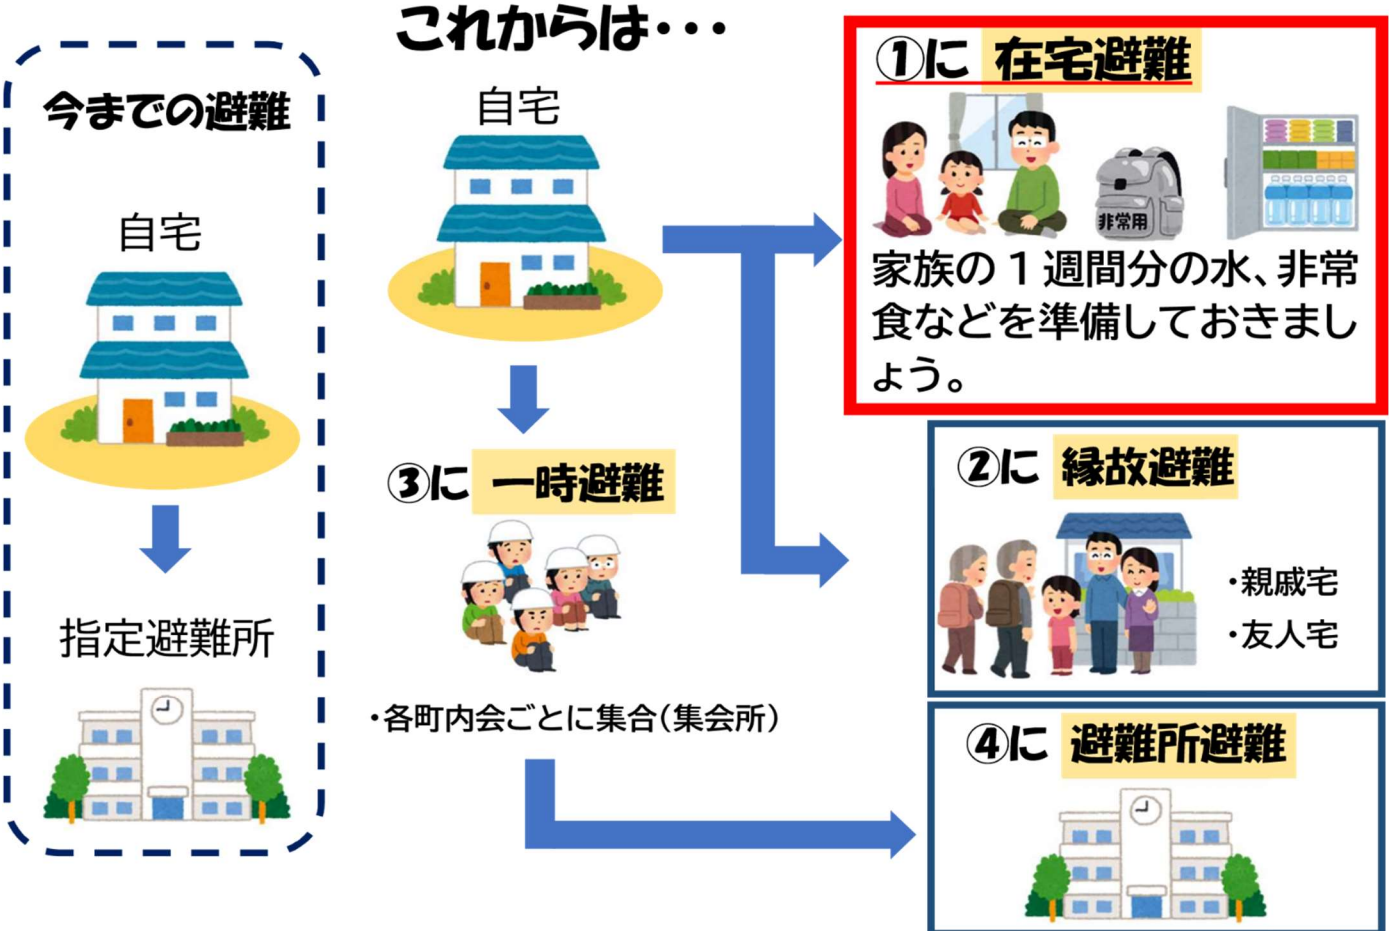 今までの避難
自宅
指定避難所
これからは・・・
自宅
①に 在宅避難
非常用
家族の1週間分の水、非常
食などを準備しておきまし
ょう。
②に 縁故避難
・親戚宅
・友人宅
③に 一時避難
・各町内会ごとに集合(集会所)
④に 避難所避難